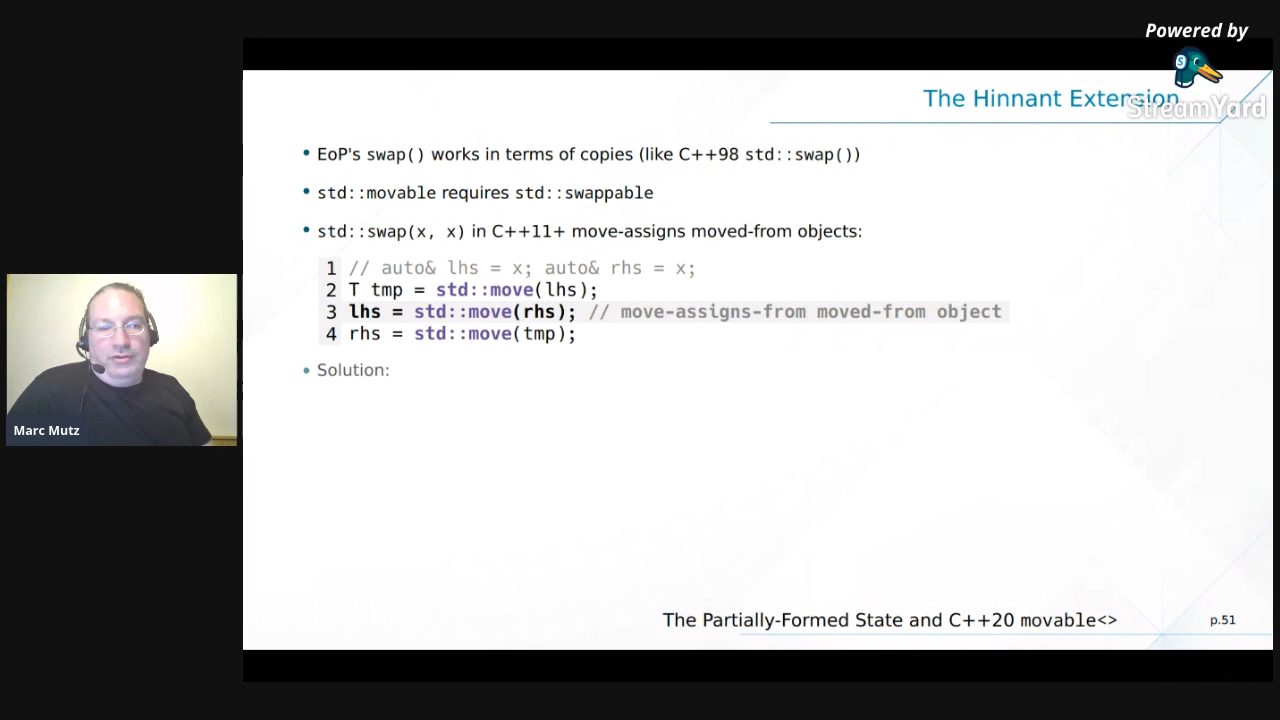 Powered by
StreamYard
The Hinnant Extension
• EoP's swap() works in terms of copies (like C++98 std::swap())
• std::movable requires std::swappable
• std::swap(x, x) in C++11+ move-assigns moved-from objects:
1 // auto& lhs = x; auto& rhs = x;
2 T tmp = std::move(lhs);
3 lhs = std::move(rhs); // move-assigns-from moved-from object
4 rhs = std::move(tmp);
• Solution:
Marc Mutz
The Partially-Formed State and C++20 movable<>
p.51